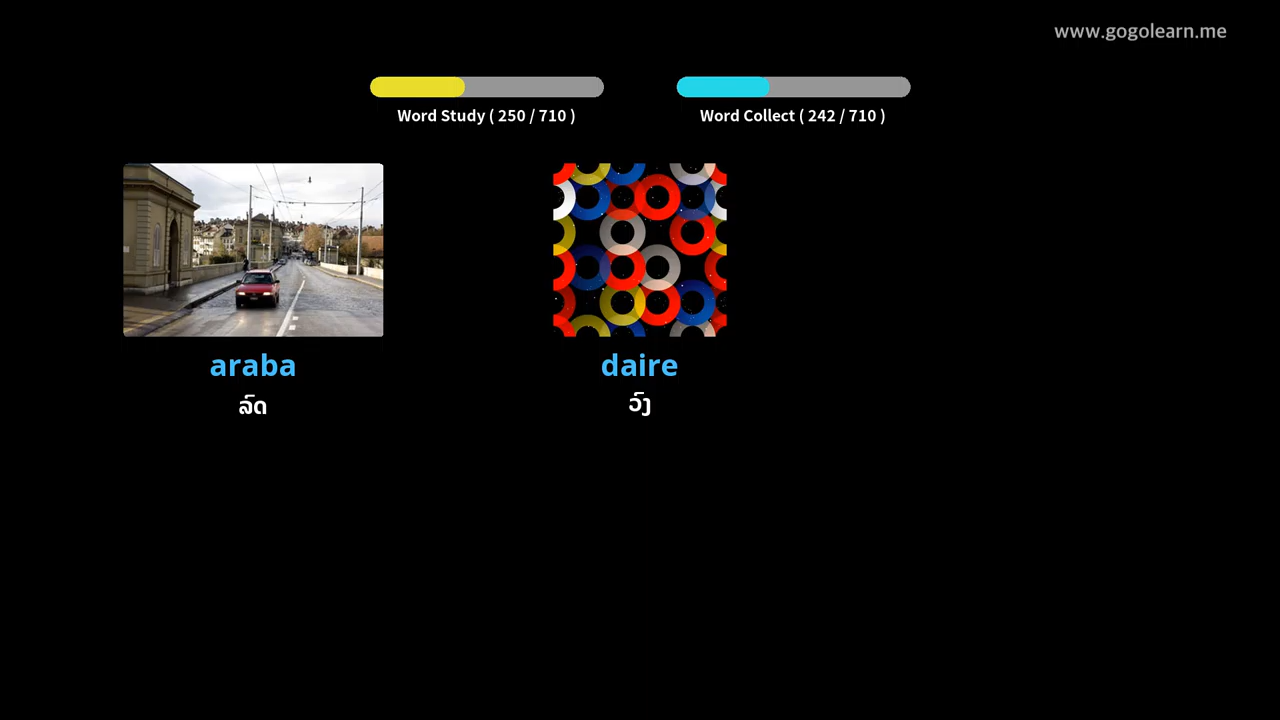 www.gogolearn.me
Word Study ( 250 / 710 )
Word Collect ( 242 / 710 )
araba
ລົດ
daire
ວົງ